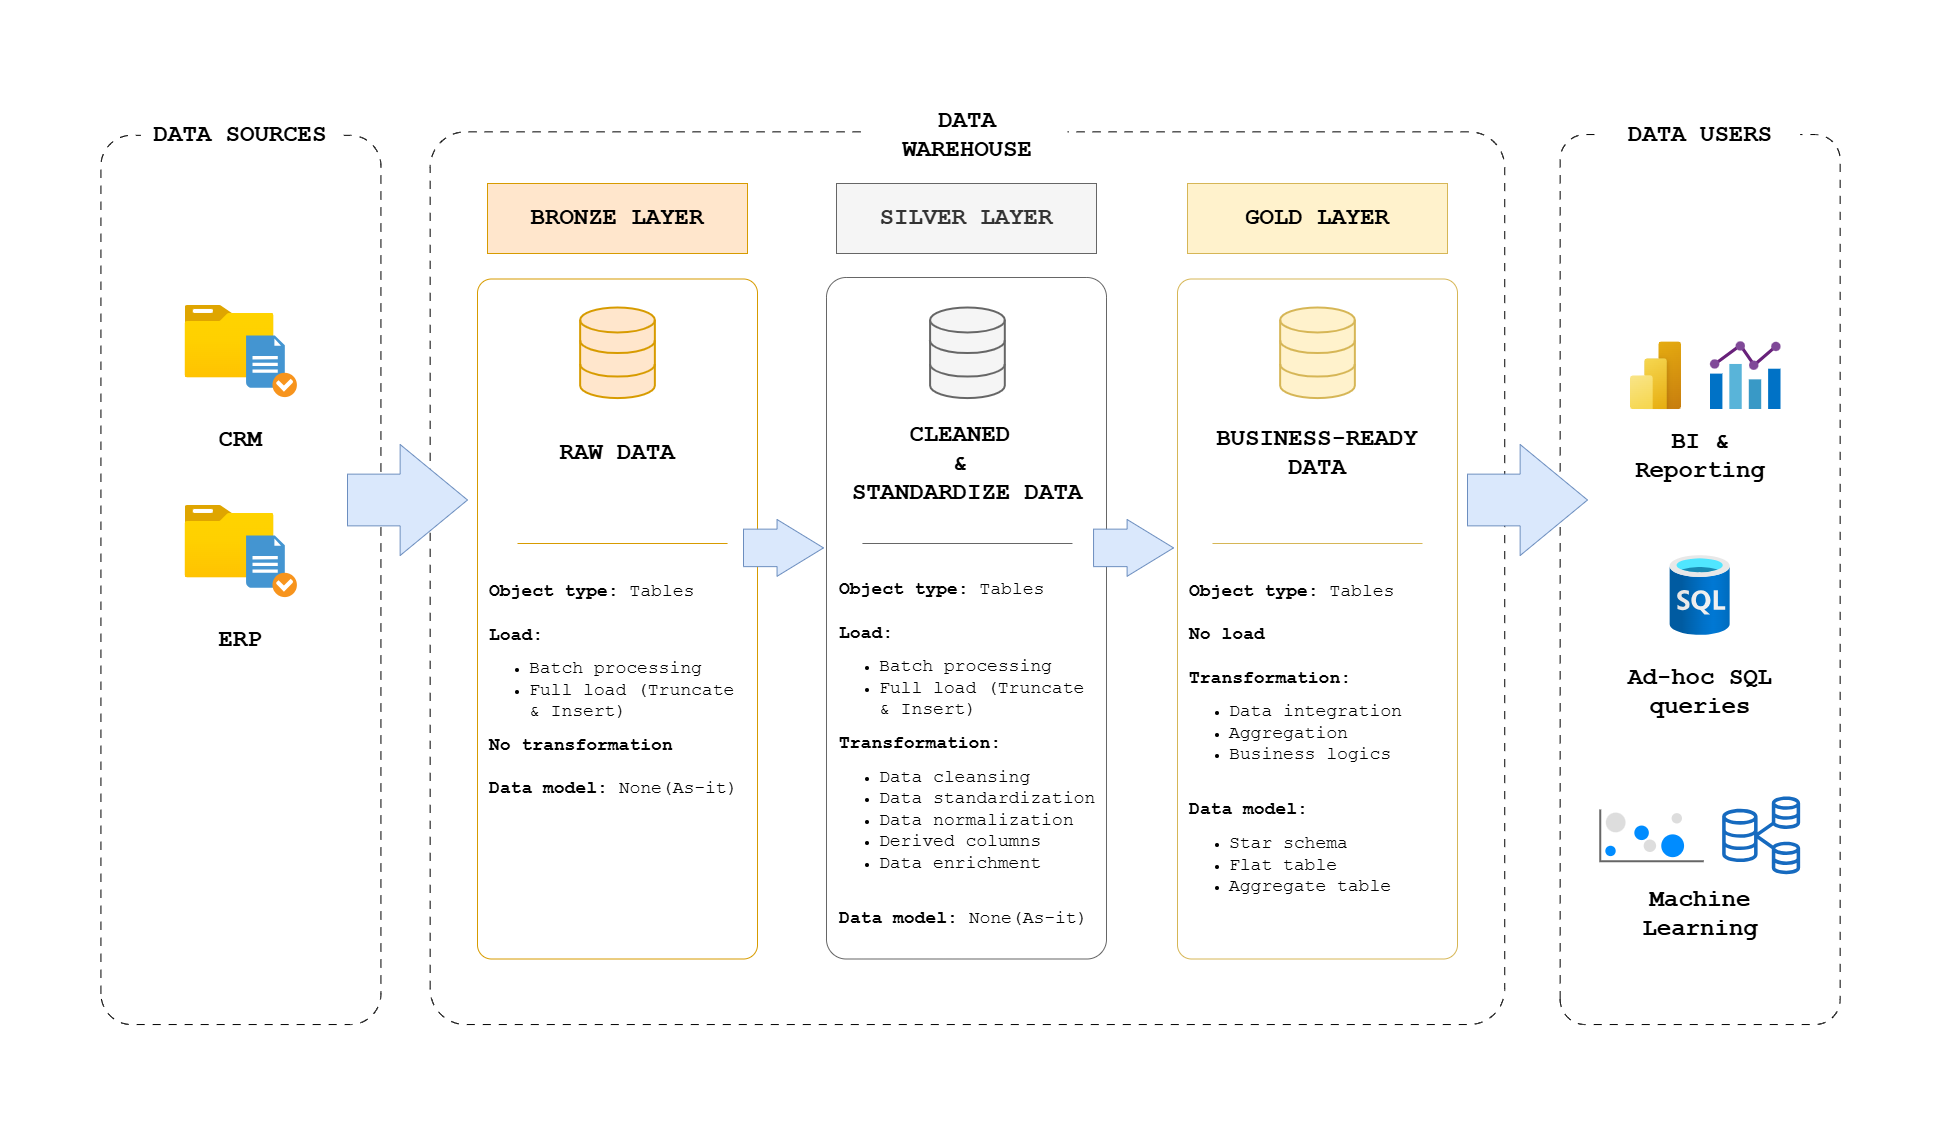 DATA SOURCES
CRM
ERP
DATA
WAREHOUSE
BRONZE LAYER
RAW DATA
Object type: Tables
Load:
Batch processing
Full load (Truncate
& Insert)
No transformation
Data model: None(As-it)
SILVER LAYER
CLEANED
&
STANDARDIZE DATA
Object type: Tables
Load:
Batch processing
Full load (Truncate
& Insert)
Transformation:
Data cleansing
Data standardization
Data normalization
Derived columns
Data enrichment
Data model: None(As-it)
GOLD LAYER
BUSINESS-READY
DATA
Object type: Tables
No load
Transformation:
Data integration
Aggregation
Business logics
Data model:
Star schema
Flat table
Aggregate table
DATA USERS
BI &
Reporting
SQL
Ad-hoc SQL
queries
Machine
Learning